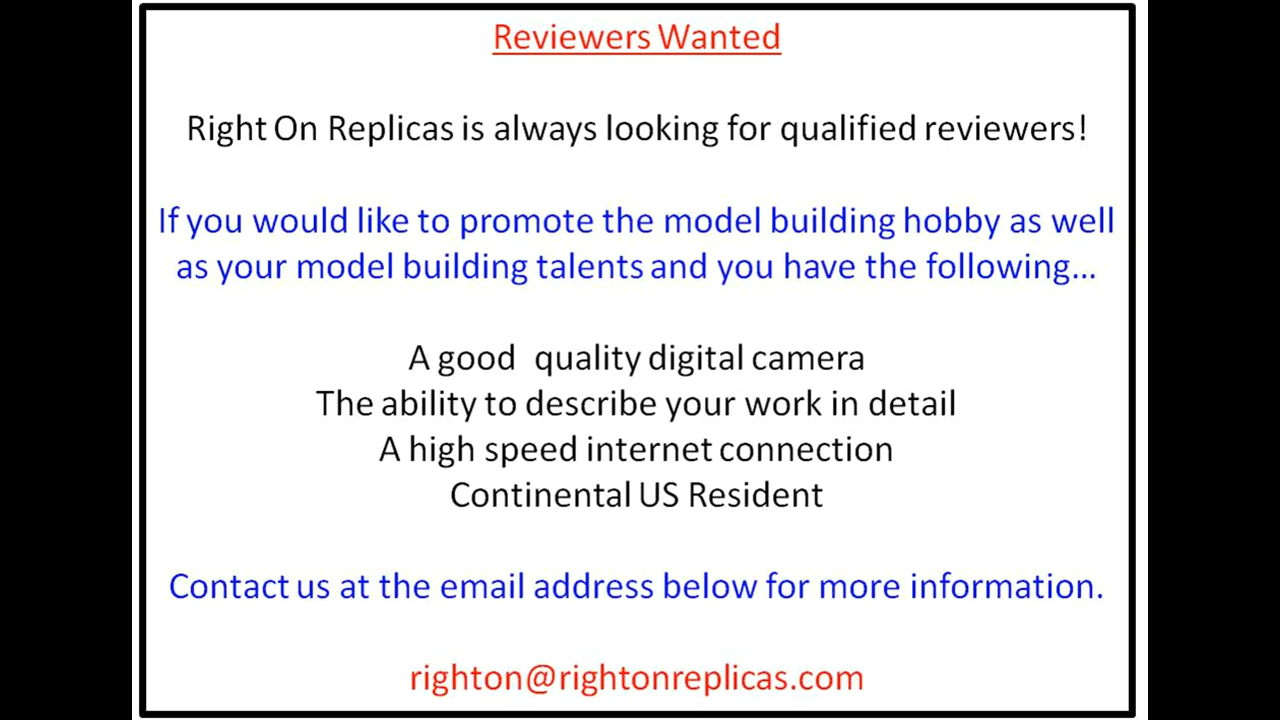 Reviewers Wanted
Right On Replicas is always looking for qualified reviewers!
If you would like to promote the model building hobby as well
as your model building talents and you have the following...
A good  quality digital camera
The ability to describe your work in detail
A high speed internet connection
Continental US Resident
Contact us at the email address below for more information.
righton@rightonreplicas.com